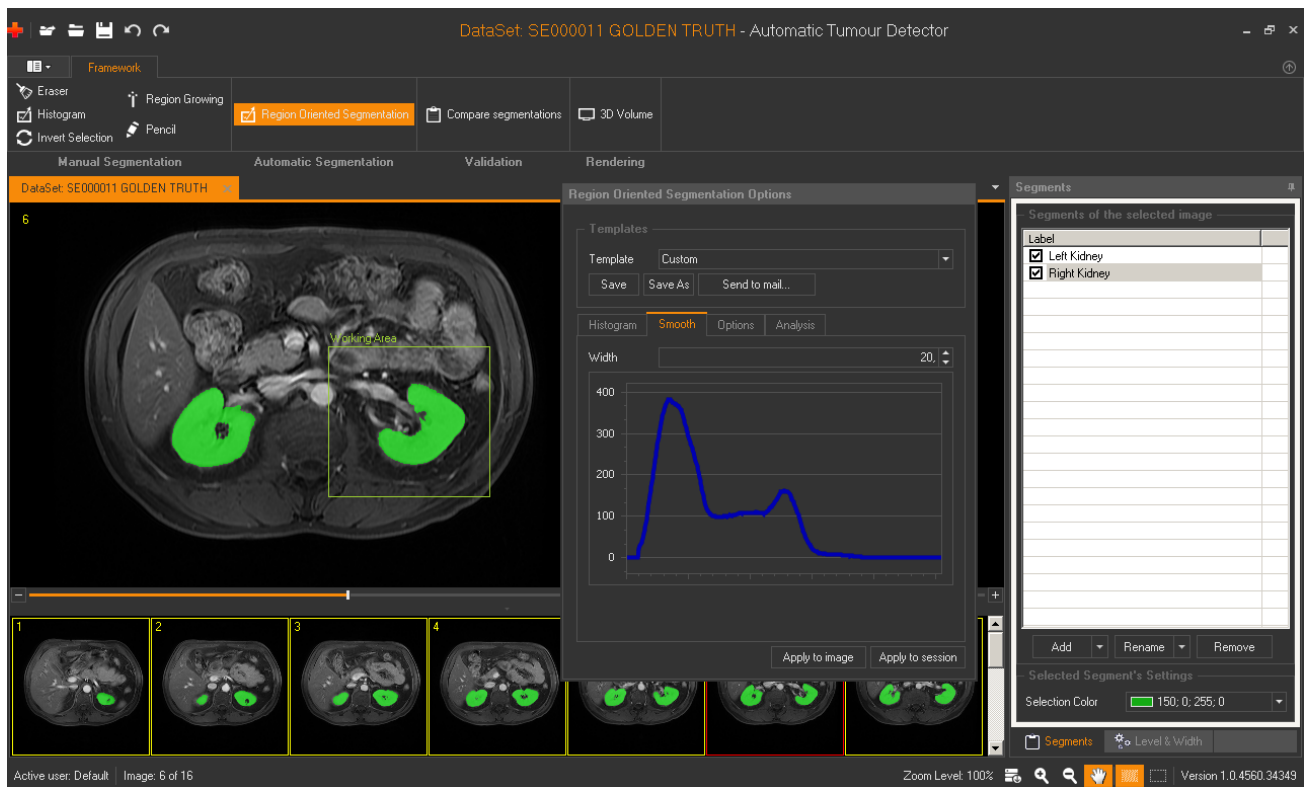 DataSet: SE000011 GOLDEN TRUTH - Automatic Tumour Detector
Framework
Eraser
Histogram
Invert Selection
Region Growing
Pencil
Manual Segmentation
Region Oriented Segmentation
Automatic Segmentation
Compare segmentations
Validation
3D Volume
Rendering
DataSet: SE000011 GOLDEN TRUTH
6
Working Area
Region Oriented Segmentation Options
Templates
Template Custom
Save Save As Send to mail...
Histogram Smooth Options Analysis
Width 20,
400
300
200
100
0
Apply to image Apply to session
1 2 3 4
Segments
Segments of the selected image
Label
Left Kidney
Right Kidney
Add Rename Remove
Selected Segment's Settings
Selection Color 150; 0; 255; 0
Segments Level & Width
Active user: Default Image: 6 of 16 Zoom Level: 100% Version 1.0.4560.34349